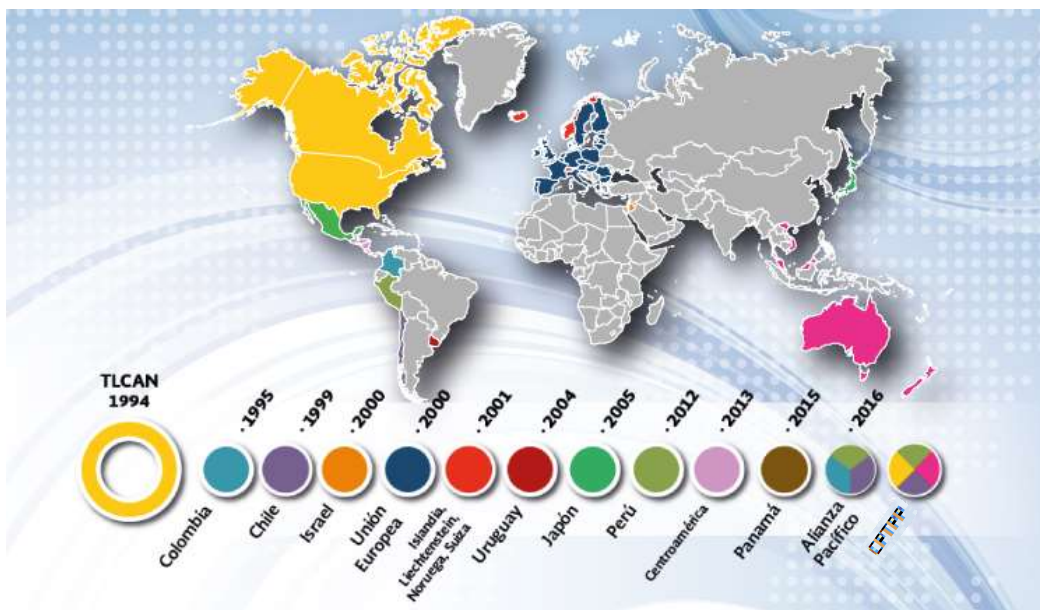 TLCAN
1994
· 1995
· 1999
· 2000
· 2000
· 2001
· 2004
· 2005
· 2012
· 2013
· 2015
· 2016
Colombia
Chile
Israel
Unión
Europea
Islandia,
Liechtenstein,
Noruega, Suiza
Uruguay
Japón
Perú
Centroamérica
Panamá
Alianza
Pacífico
CPTPP